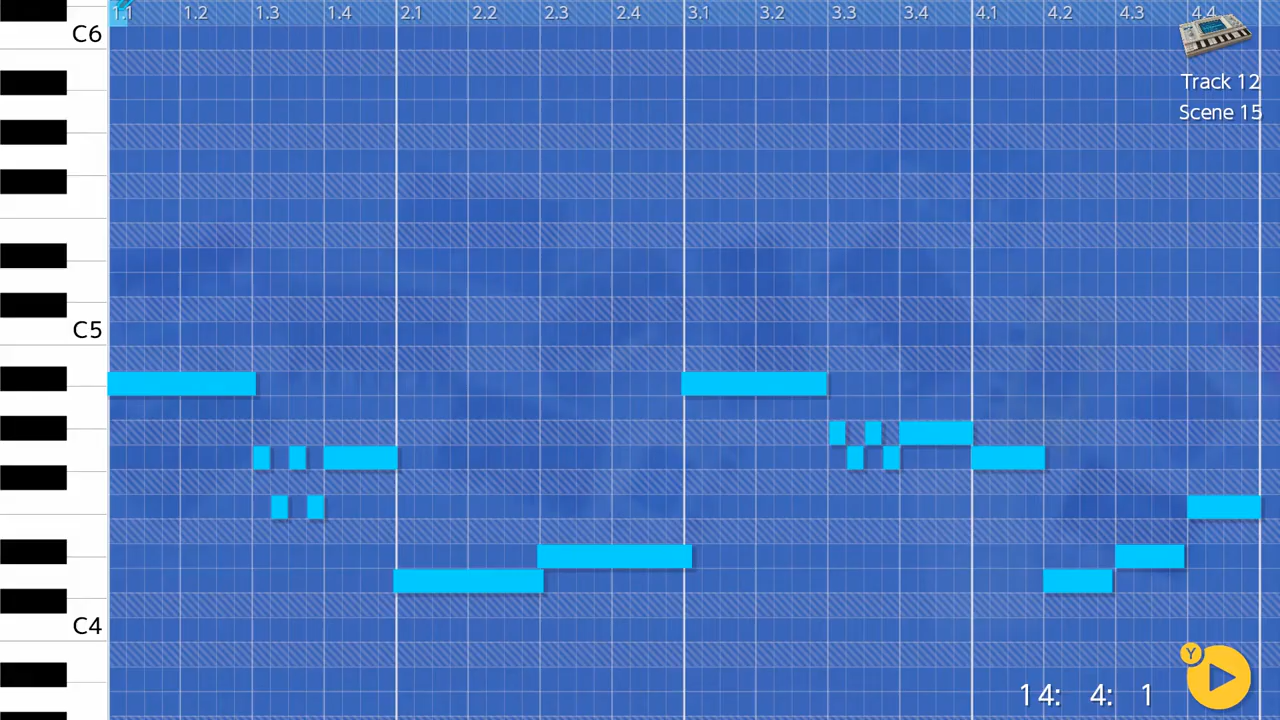 1.1 1.2 1.3 1.4 2.1 2.2 2.3 2.4 3.1 3.2 3.3 3.4 4.1 4.2 4.3 4.4
C6
Track 12
Scene 15
C5
C4
Y
14: 4: 1